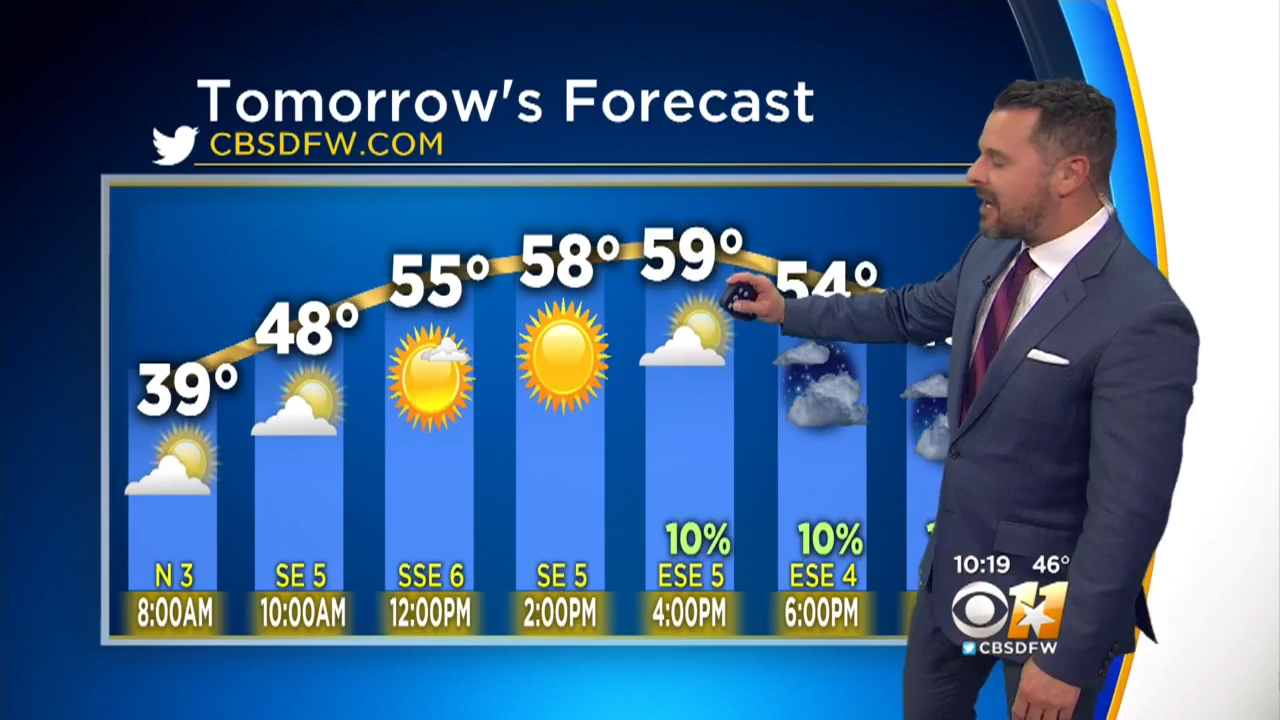 Tomorrow's Forecast
CBSDFW.COM
39° 48° 55° 58° 59° 54°
10% 10%
N 3 SE 5 SSE 6 SE 5 ESE 5 ESE 4
8:00AM 10:00AM 12:00PM 2:00PM 4:00PM 6:00PM
10:19 46°
11
CBSDFW